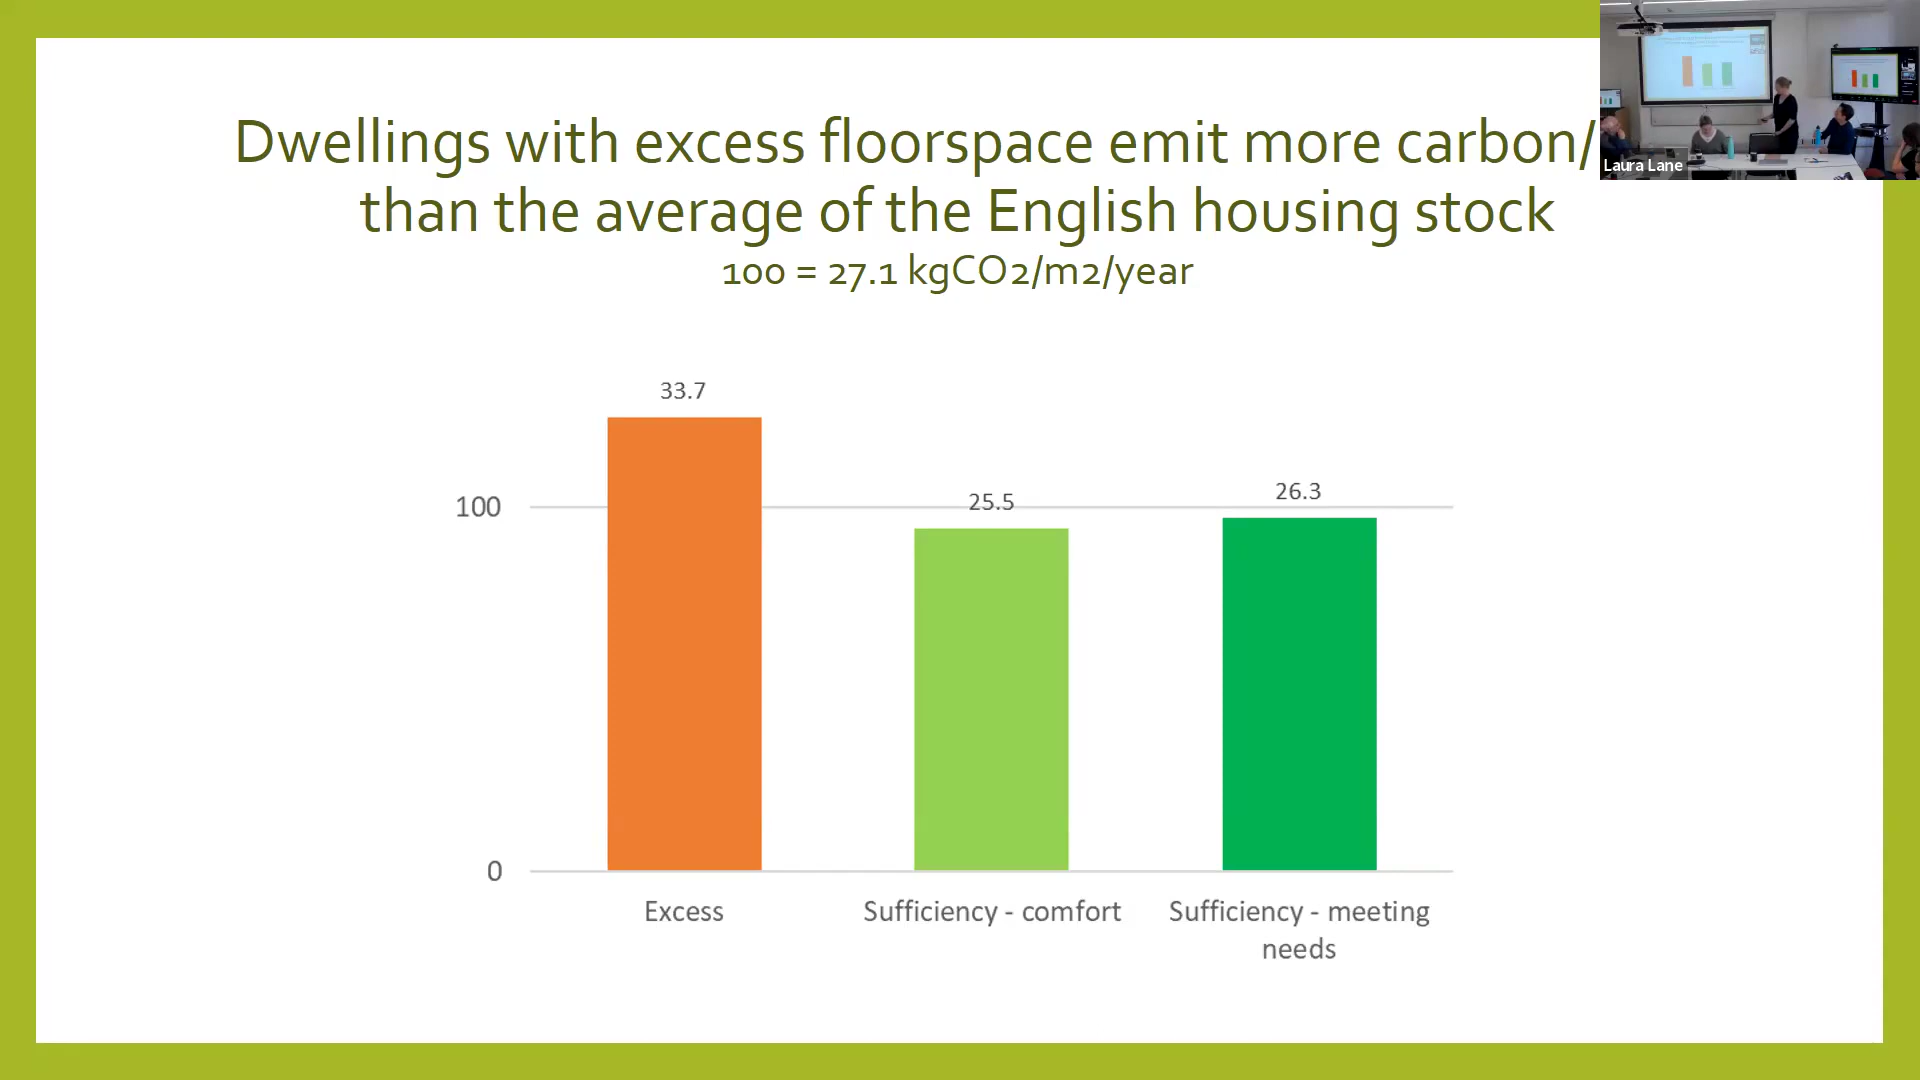 Dwellings with excess floorspace emit more carbon/
than the average of the English housing stock
100 = 27.1 kgCO2/m2/year
Laura Lane
33.7
25.5
26.3
100
0
Excess
Sufficiency - comfort
Sufficiency - meeting
needs